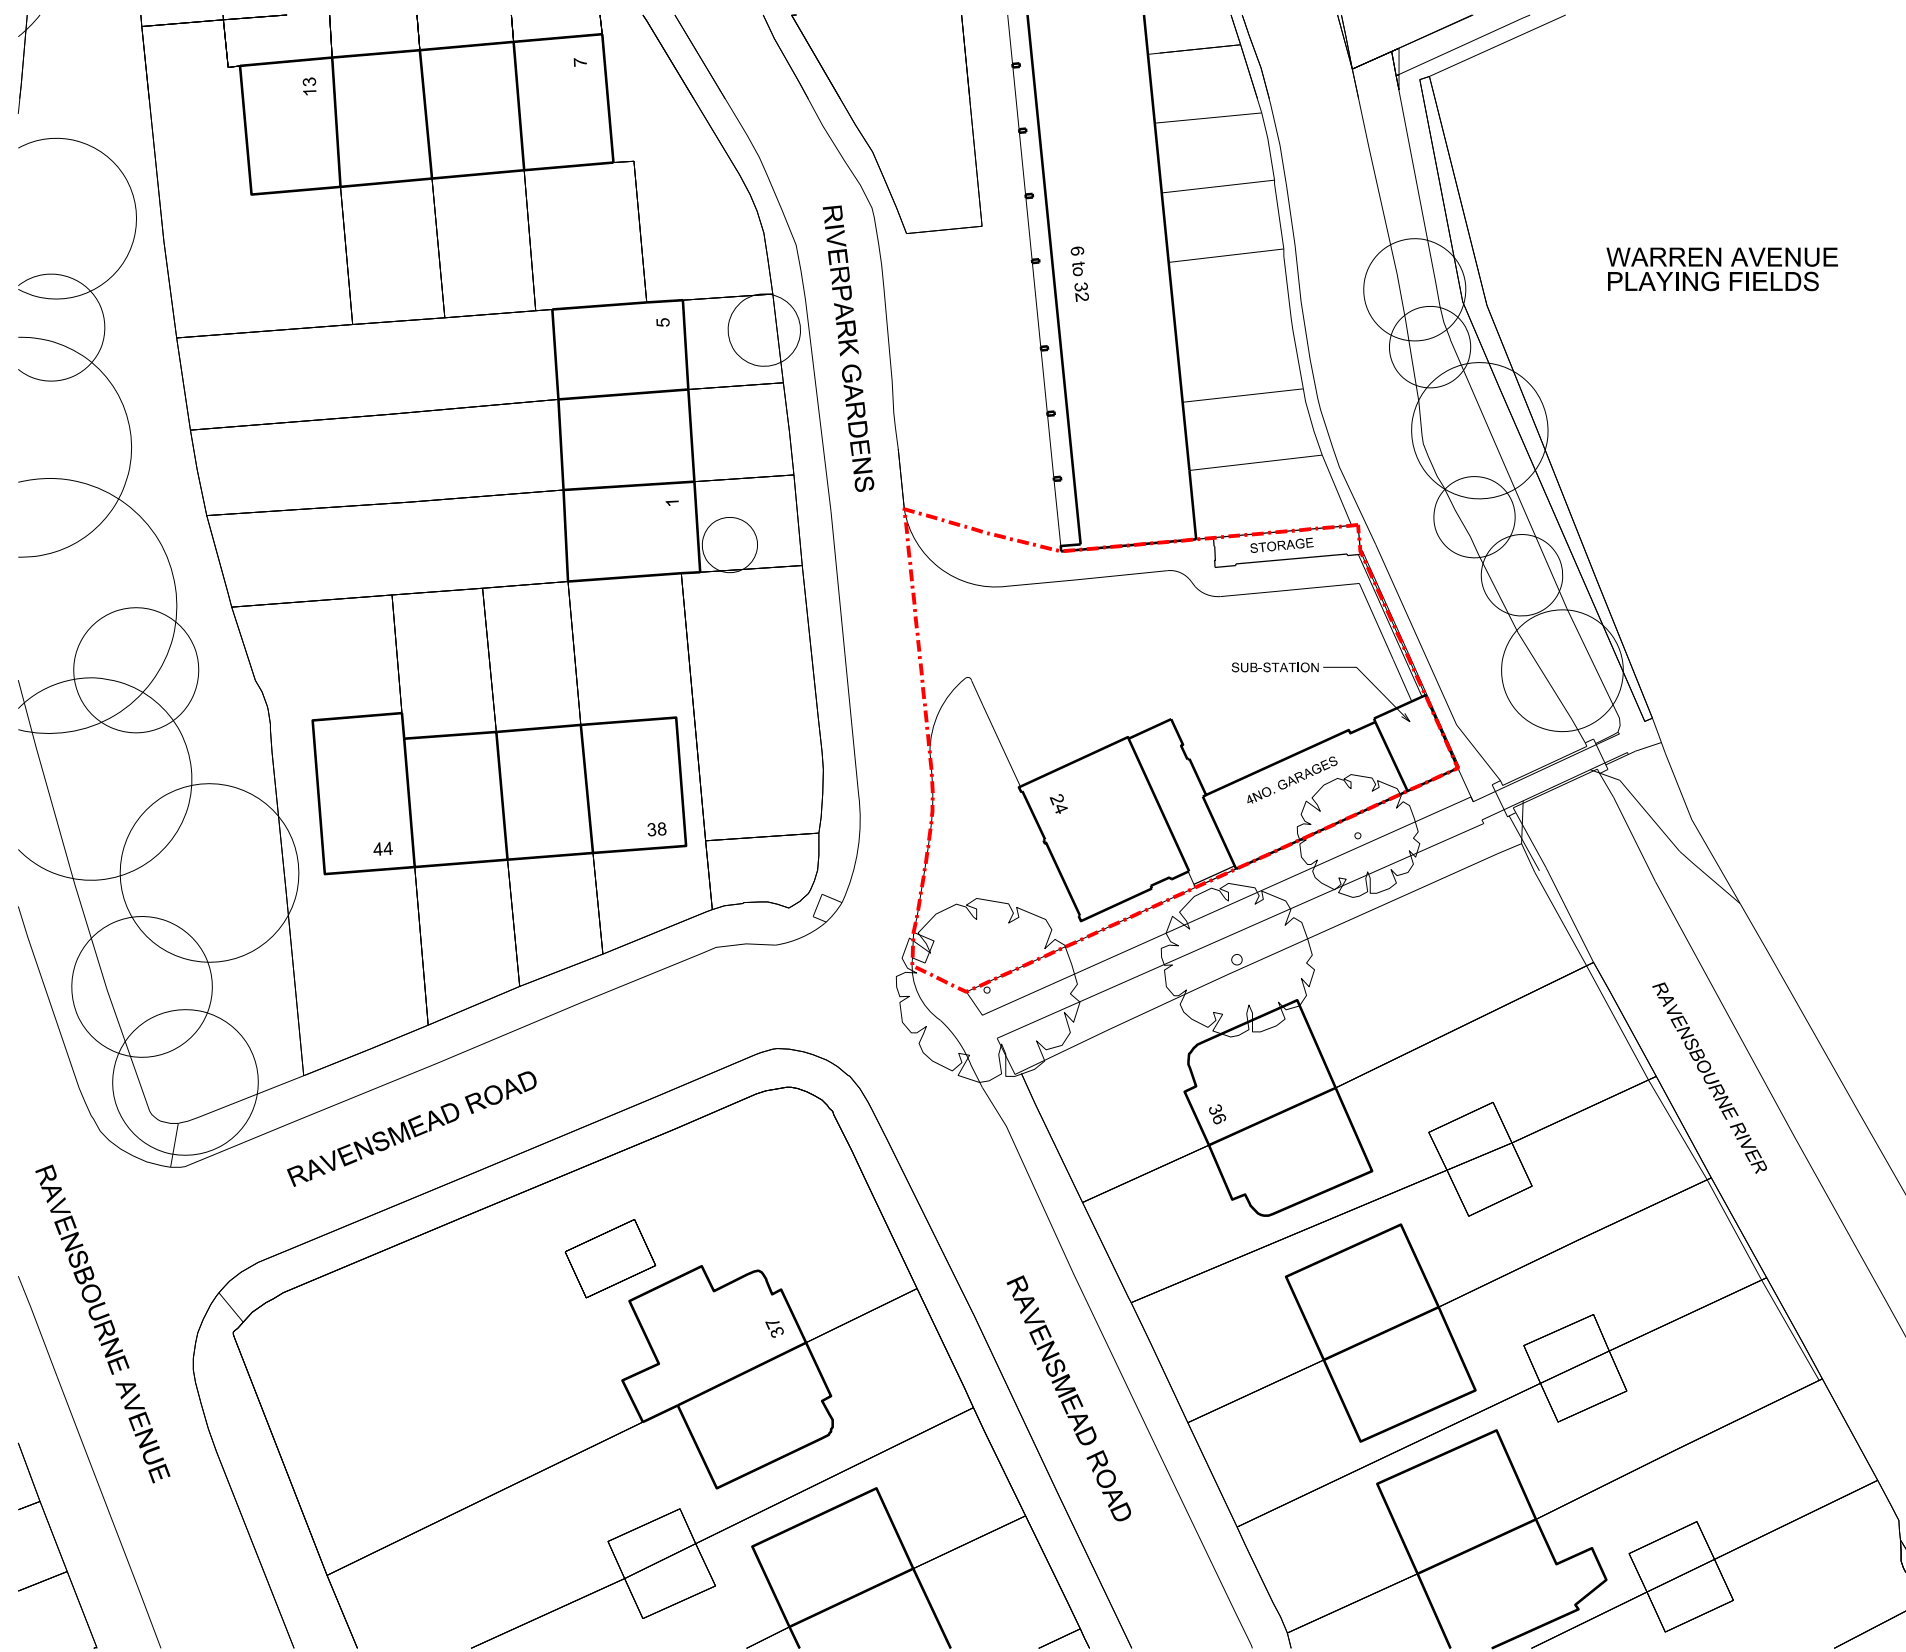 13
7
RIVERPARK GARDENS
6 to 32
WARREN AVENUE
PLAYING FIELDS
5
1
STORAGE
SUB-STATION
4NO. GARAGES
24
44
38
RAVENSMEAD ROAD
RAVENSBOURNE AVENUE
36
RAVENSBOURNE RIVER
37
RAVENSMEAD ROAD